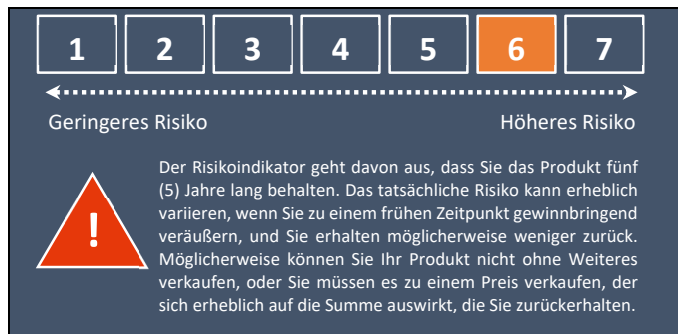 1 2 3 4 5 6 7
Geringeres Risiko Höheres Risiko
Der Risikoindikator geht davon aus, dass Sie das Produkt fünf
(5) Jahre lang behalten. Das tatsächliche Risiko kann erheblich
variieren, wenn Sie zu einem frühen Zeitpunkt gewinnbringend
veräußern, und Sie erhalten möglicherweise weniger zurück.
Möglicherweise können Sie Ihr Produkt nicht ohne Weiteres
verkaufen, oder Sie müssen es zu einem Preis verkaufen, der
sich erheblich auf die Summe auswirkt, die Sie zurückerhalten.
!